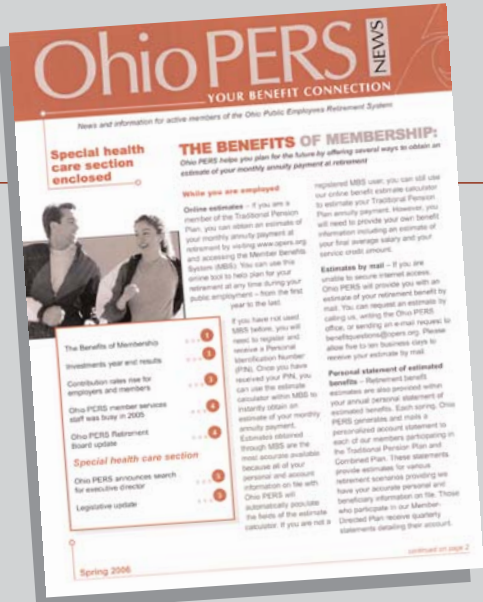 Ohio PERS
NEWS
YOUR BENEFIT CONNECTION
News and information for active members of the Ohio Public Employees Retirement System
Special health
care section
enclosed
THE BENEFITS OF MEMBERSHIP:
Ohio PERS helps you plan for the future by offering several ways to obtain an
estimate of your monthly annuity payment at retirement
While you are employed
Online estimates – If you are a
member of the Traditional Pension
Plan, you can obtain an estimate of
your monthly annuity payment at
retirement by visiting www.opers.org
and accessing the Member Benefits
System (MBS). You can use this
online tool to help plan for your
retirement at any time during your
public employment – from the first
year to the last.
If you have not used
MBS before, you will
need to register and
receive a Personal
Identification Number
(PIN). Once you have
received your PIN, you
can use the estimate
calculator within MBS to
instantly obtain an
estimate of your monthly
annuity payment.
Estimates obtained
through MBS are the
most accurate available
because all of your
personal and account
information on file with
Ohio PERS will
automatically populate
the fields of the estimate
calculator. If you are not a
registered MBS user, you can still use
our online benefit estimate calculator
to estimate your Traditional Pension
Plan annuity payment. However, you
will need to provide your own benefit
information including an estimate of
your final average salary and your
service credit amount.
Estimates by mail – If you are
unable to secure internet access,
Ohio PERS will provide you with an
estimate of your retirement benefit by
mail. You can request an estimate by
calling us, writing the Ohio PERS
office, or sending an e-mail request to
benefitquestions@opers.org. Please
allow five to ten business days to
receive your estimate by mail.
Personal statement of estimated
benefits – Retirement benefit
estimates are also provided within
your annual personal statement of
estimated benefits. Each spring, Ohio
PERS generates and mails a
personalized account statement to
each of our members participating in
the Traditional Pension Plan and
Combined Plan. These statements
provide estimates for various
retirement scenarios providing we
have your accurate personal and
beneficiary information on file. Those
who participate in our Member-
Directed Plan receive quarterly
statements detailing their account.
continued on page 2
The Benefits of Membership
1
Investments year end results
Contribution rates rise for
employers and members
3
Ohio PERS member services
staff was busy in 2005
4
Ohio PERS Retirement
Board update
4
Special health care section
Ohio PERS announces search
for executive director
5
Legislative update
Spring 2006